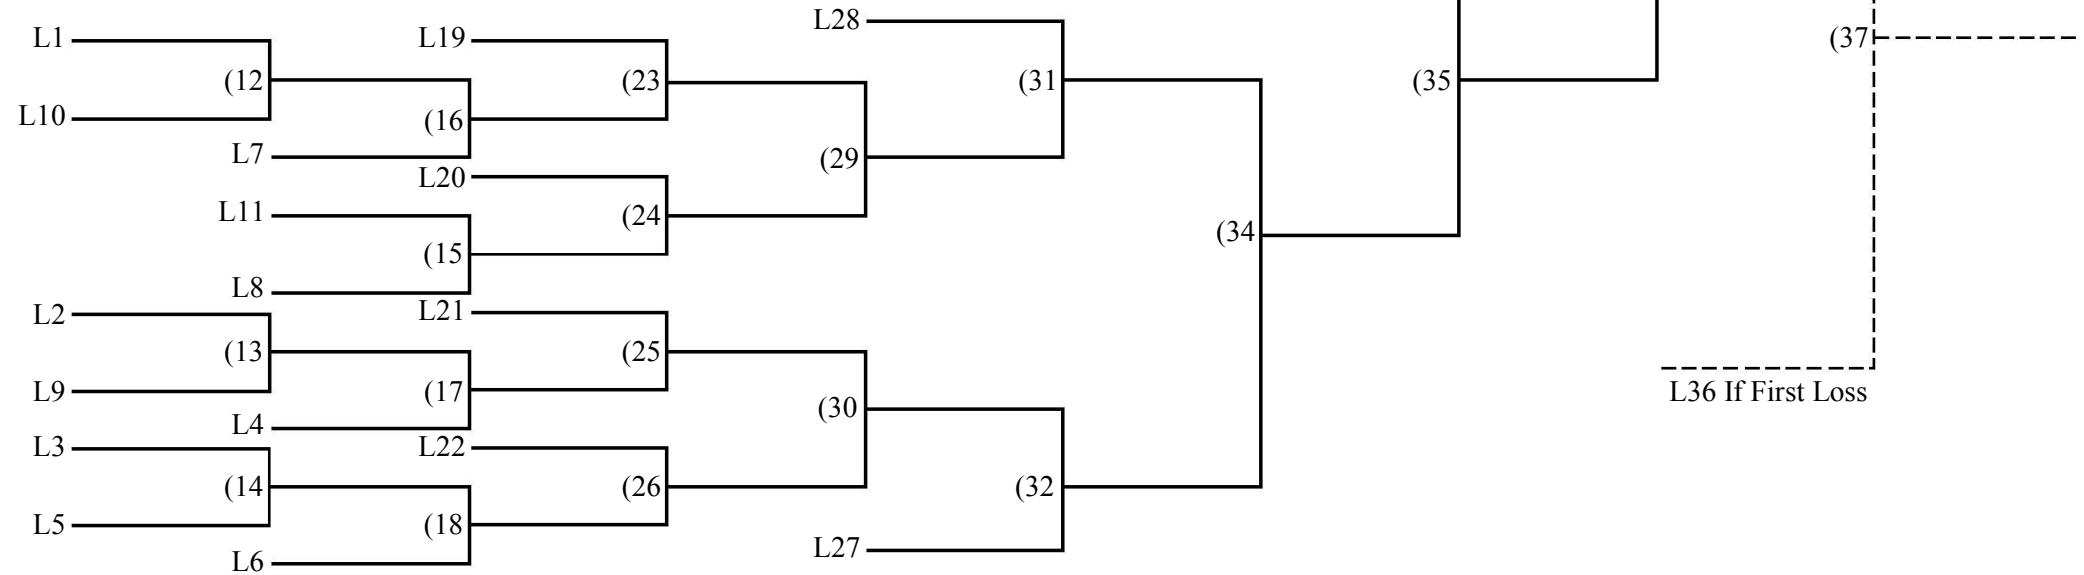 L28
L1
L19
(37
(12
(23
(31
(35
L10
(16
L7
(29
L20
L11
(24
(34
(15
L8
L2
L21
(13
(25
L9
(17
L36 If First Loss
(30
L4
L3
L22
(14
(26
(32
L5
(18
L27
L6